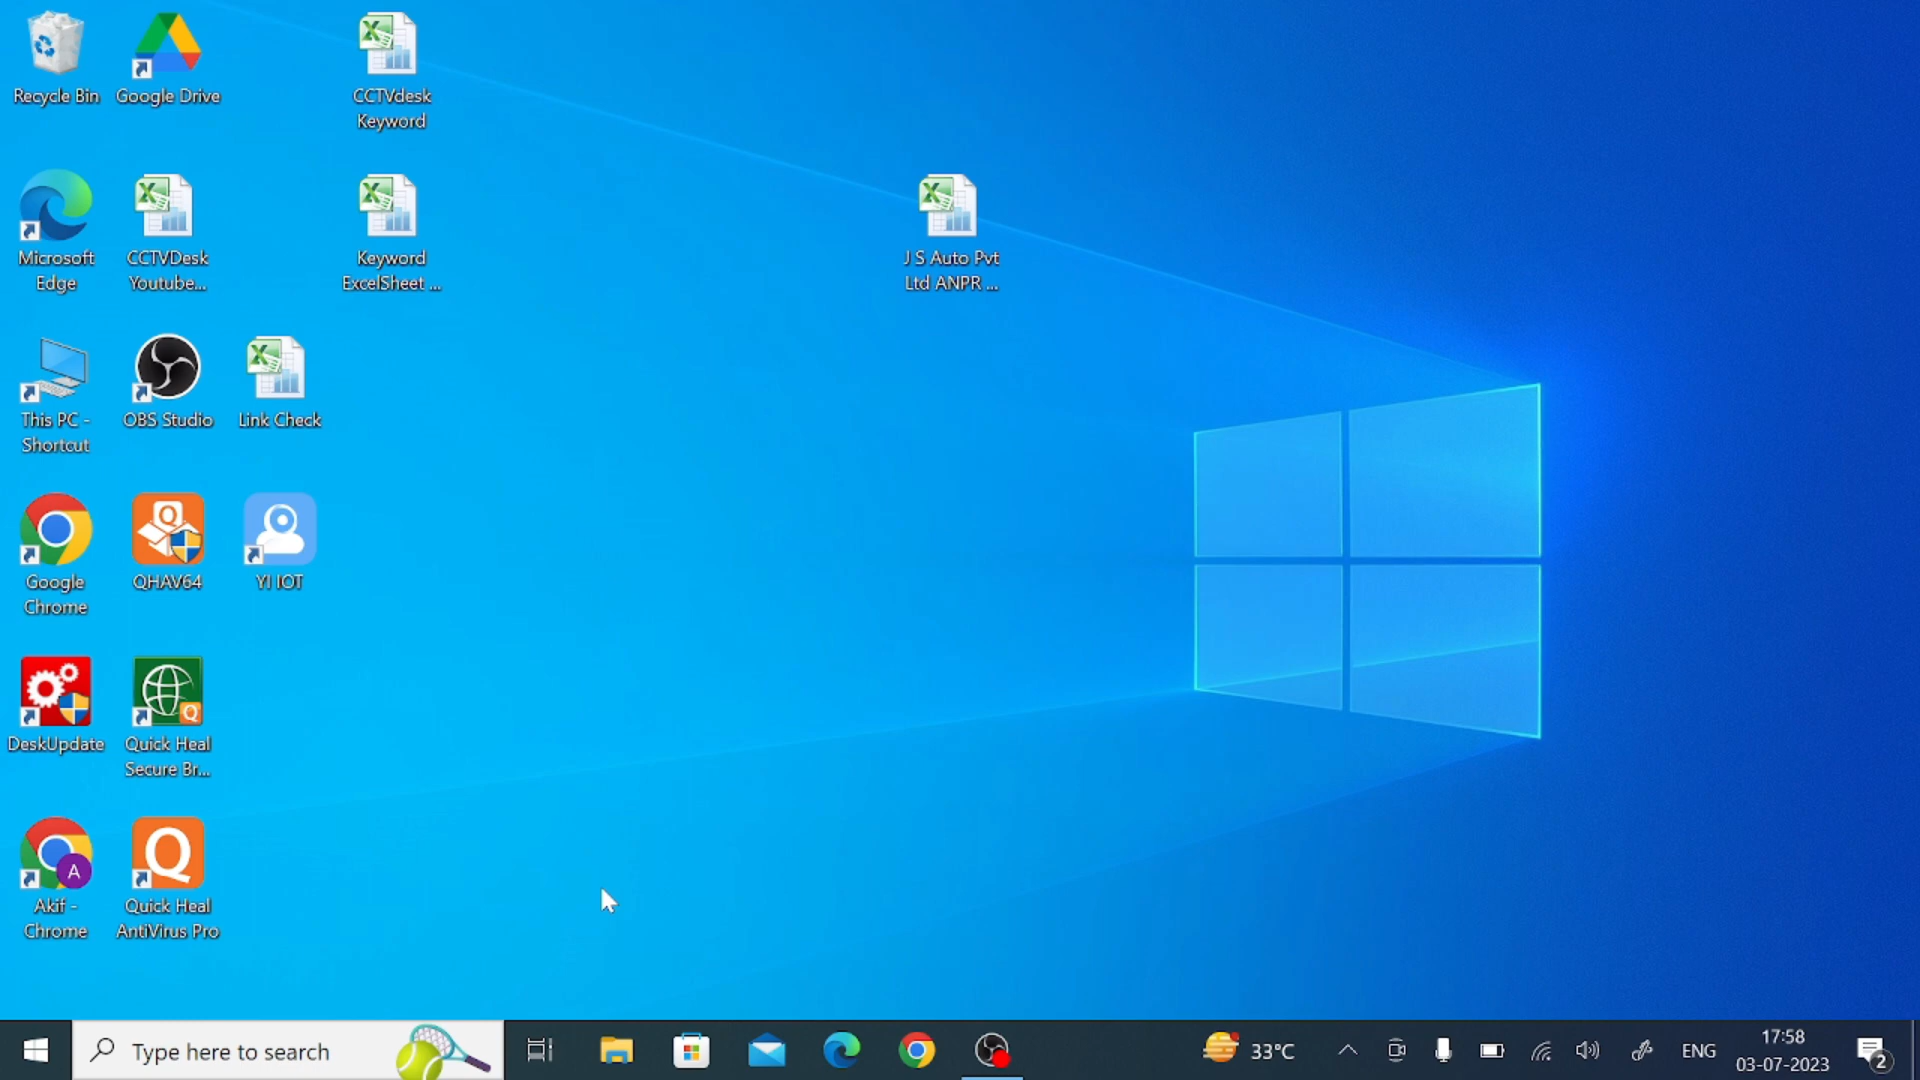 Recycle Bin
Google Drive
CCTVdesk
Keyword
Microsoft
Edge
CCTVDesk
Youtube...
Keyword
ExcelSheet ...
J S Auto Pvt
Ltd ANPR ...
This PC -
Shortcut
OBS Studio
Link Check
Google
Chrome
QHAV64
YI IOT
DeskUpdate
Quick Heal
Secure Br...
A
Akif -
Chrome
Quick Heal
AntiVirus Pro
Type here to search
33°C
ENG
17:58
03-07-2023
2